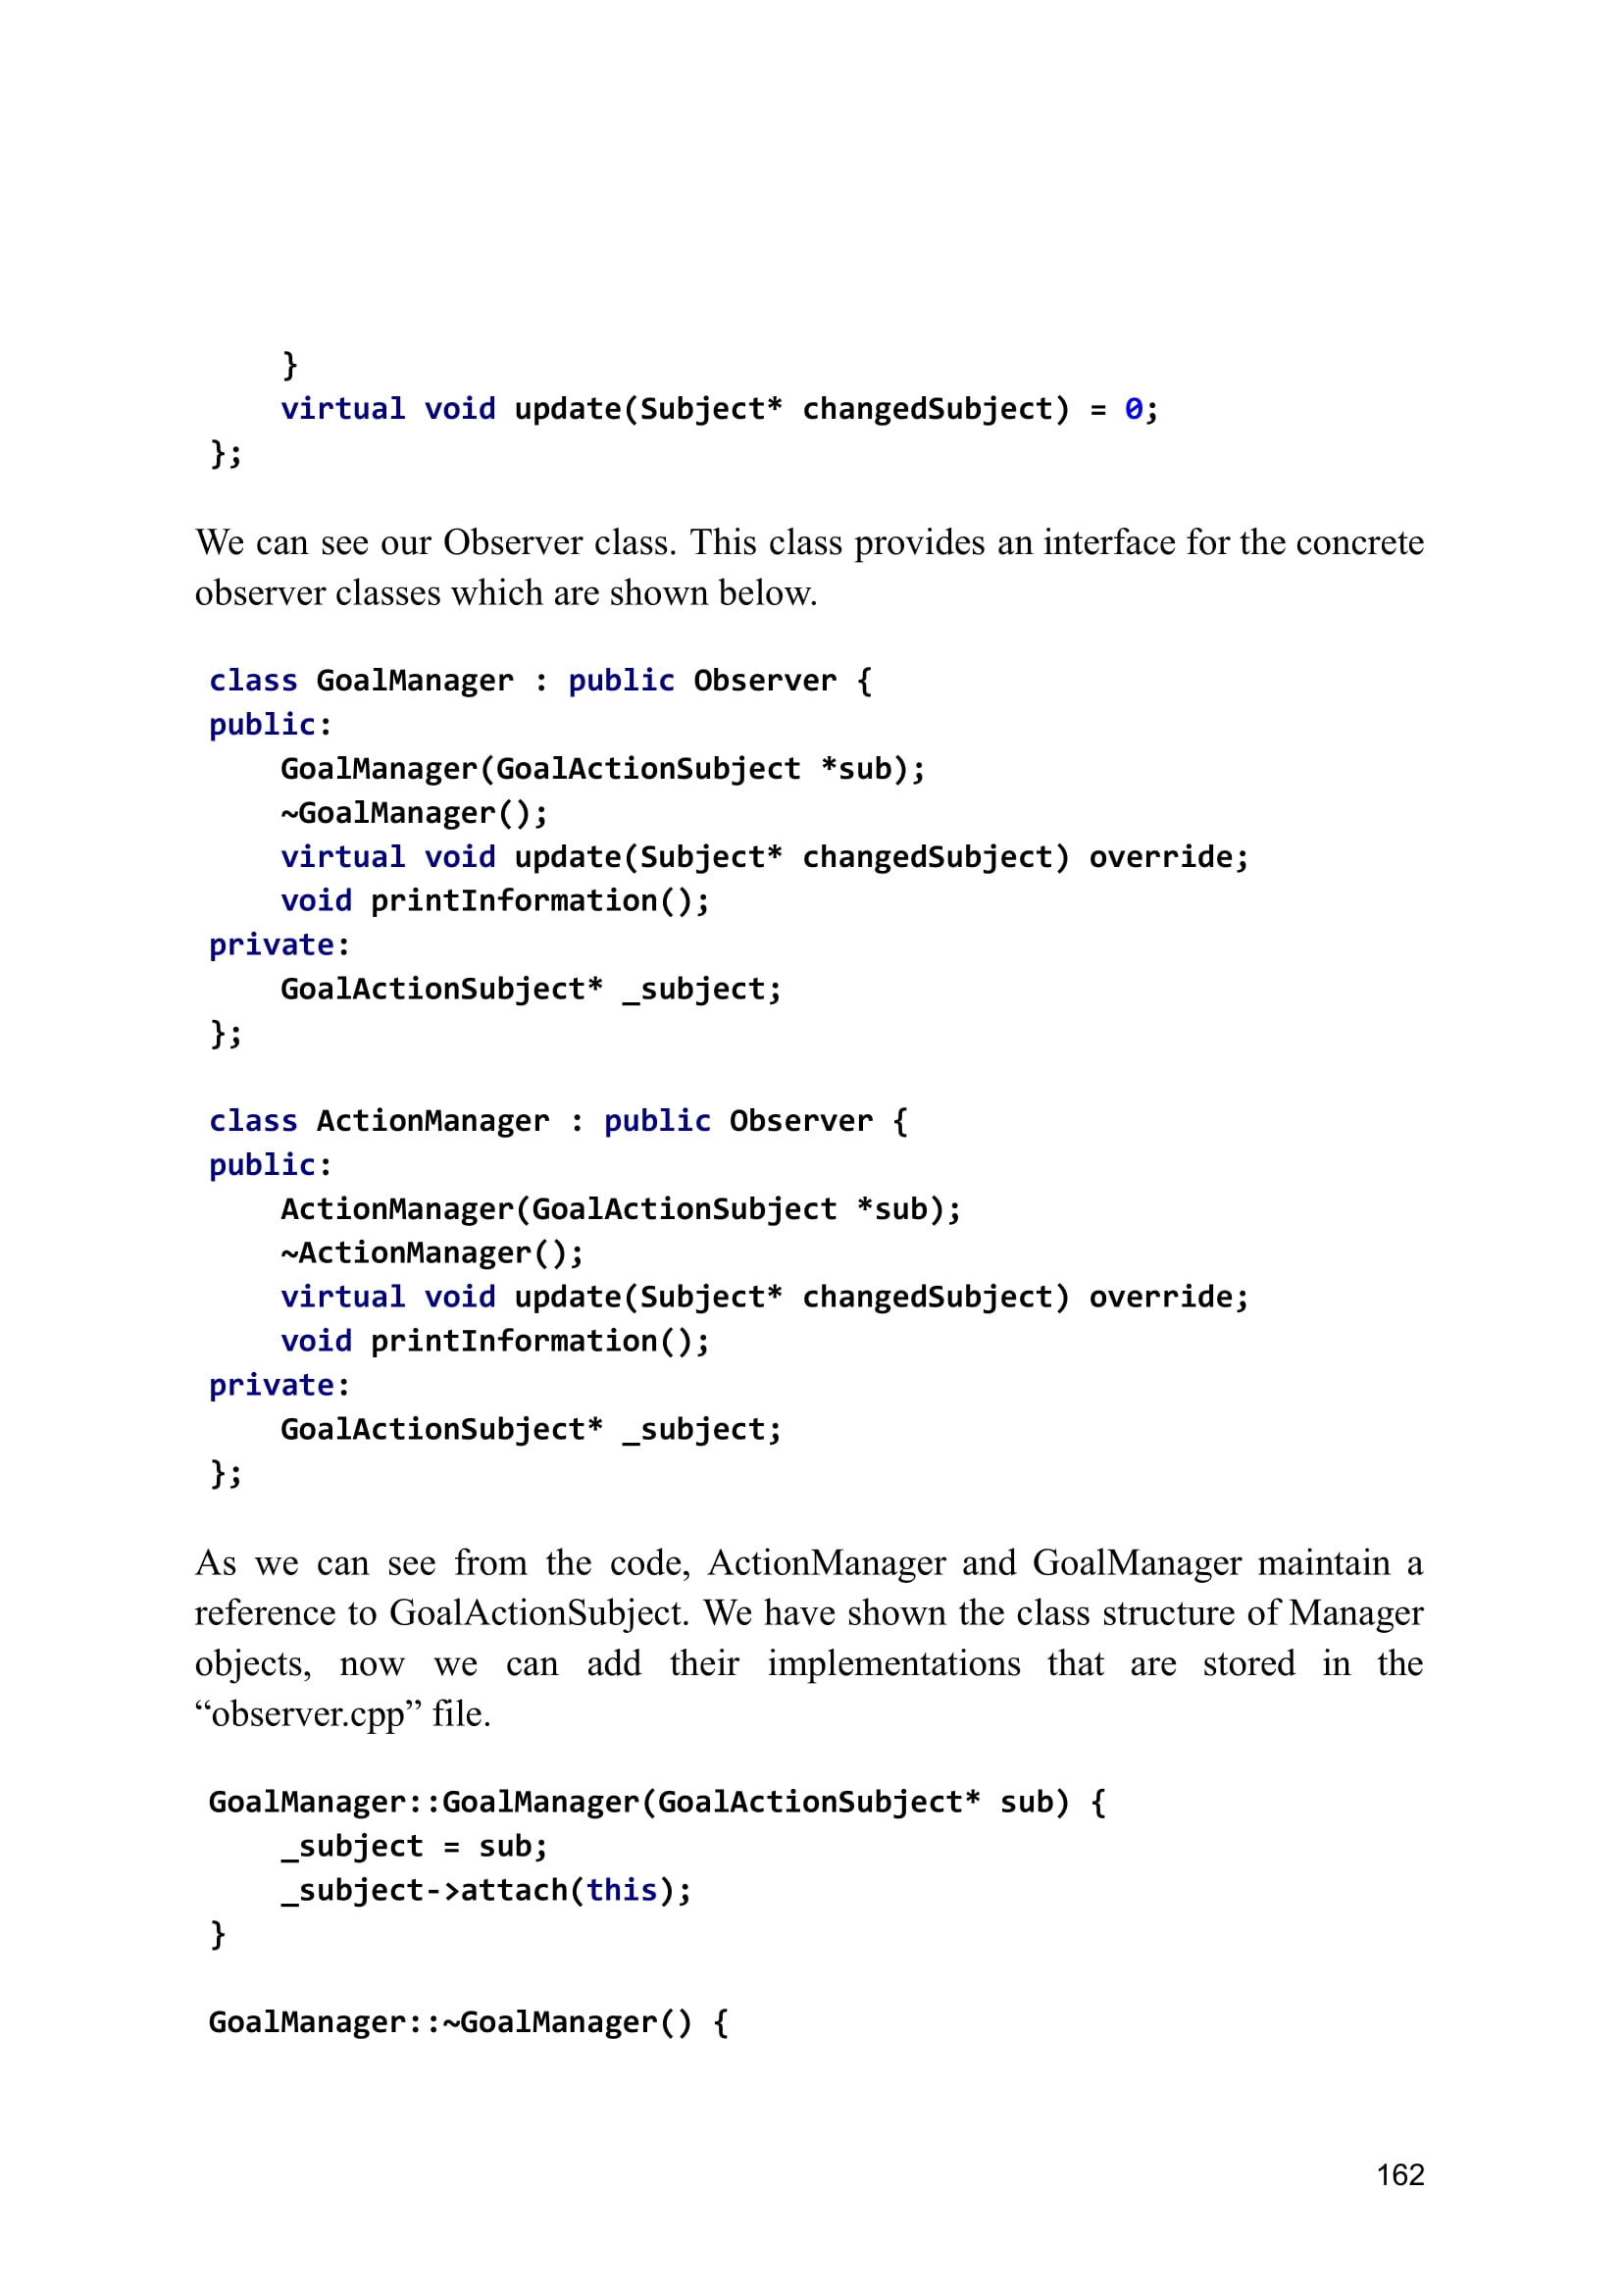 }
    virtual void update(Subject* changedSubject) = 0;
};
We can see our Observer class. This class provides an interface for the concrete
observer classes which are shown below.
class GoalManager : public Observer {
public:
    GoalManager(GoalActionSubject *sub);
    ~GoalManager();
    virtual void update(Subject* changedSubject) override;
    void printInformation();
private:
    GoalActionSubject* _subject;
};
class ActionManager : public Observer {
public:
    ActionManager(GoalActionSubject *sub);
    ~ActionManager();
    virtual void update(Subject* changedSubject) override;
    void printInformation();
private:
    GoalActionSubject* _subject;
};
As we can see from the code, ActionManager and GoalManager maintain a
reference to GoalActionSubject. We have shown the class structure of Manager
objects, now we can add their implementations that are stored in the
“observer.cpp” file.
GoalManager::GoalManager(GoalActionSubject* sub) {
    _subject = sub;
    _subject->attach(this);
}
GoalManager::~GoalManager() {
162